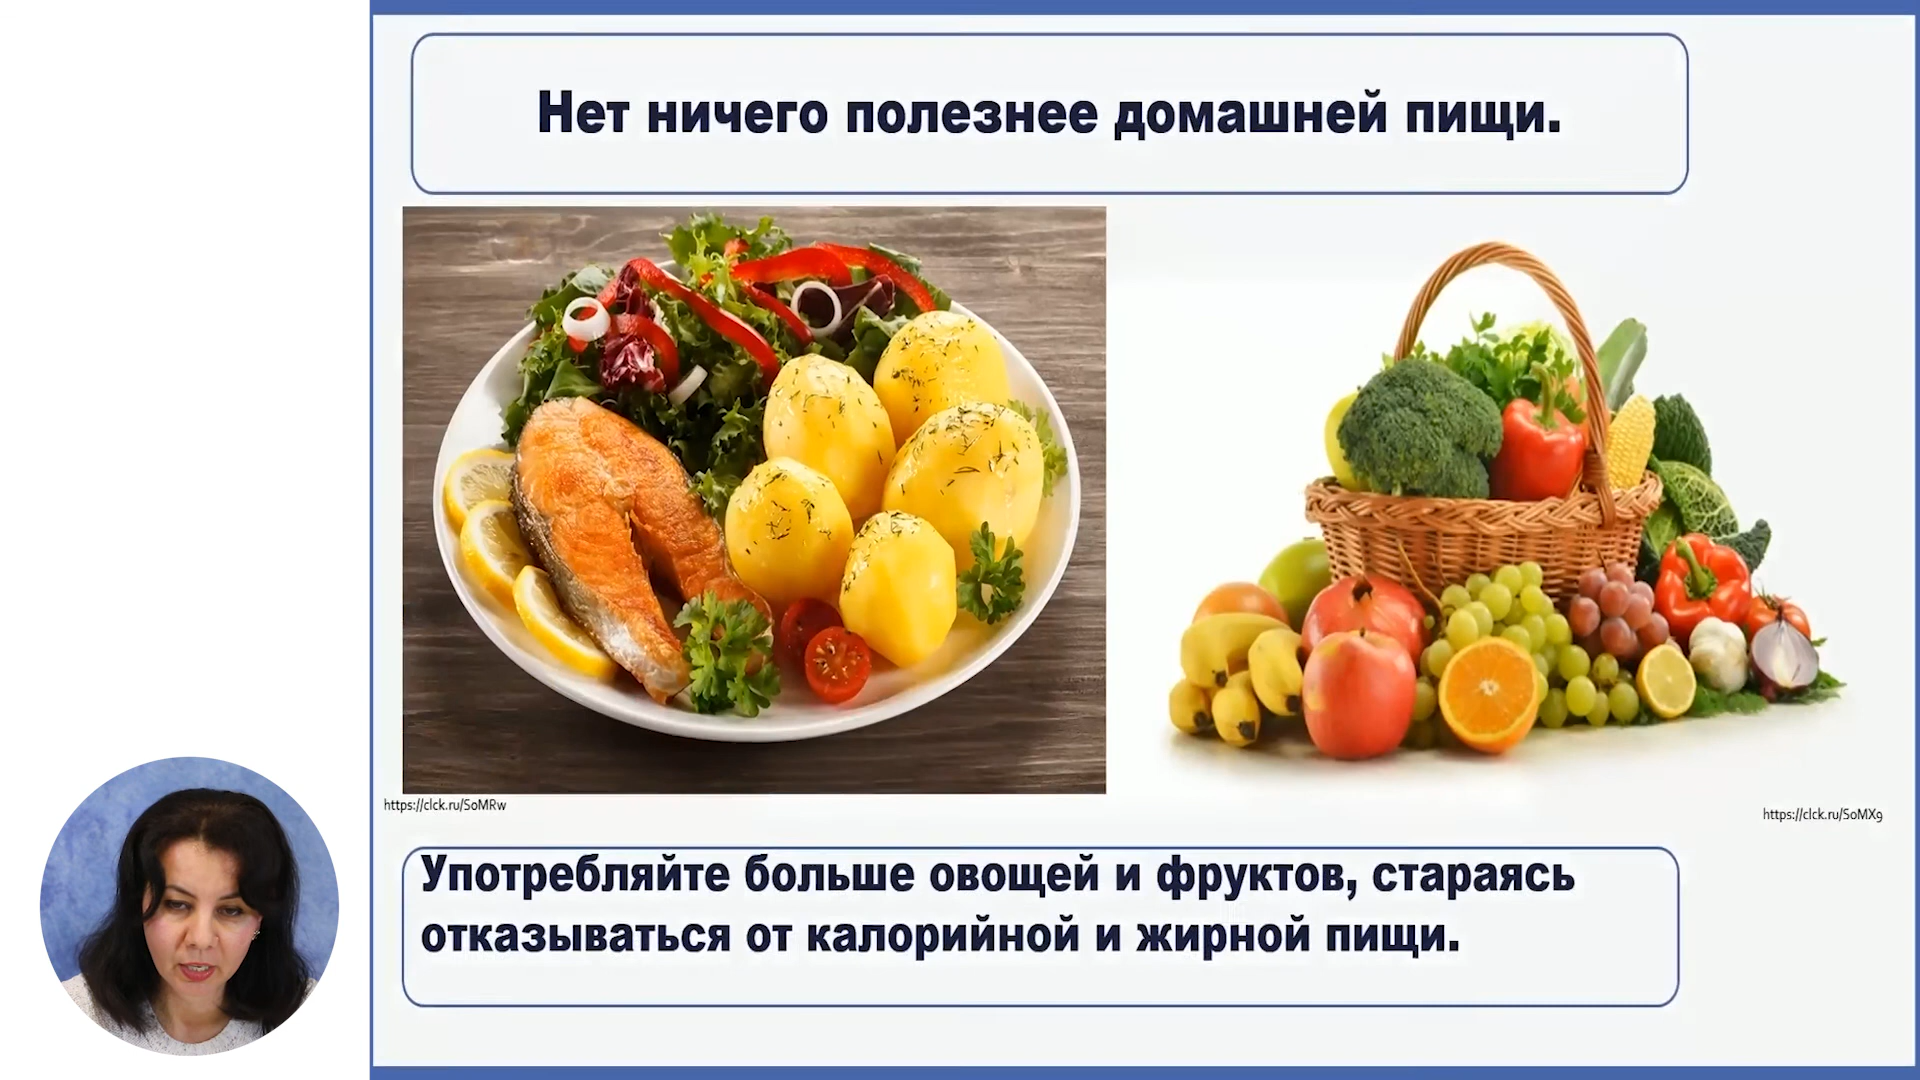 Нет ничего полезнее домашней пищи.
https://clck.ru/SoMRw
https://clck.ru/SoMX9
Употребляйте больше овощей и фруктов, стараясь
отказываться от калорийной и жирной пищи.